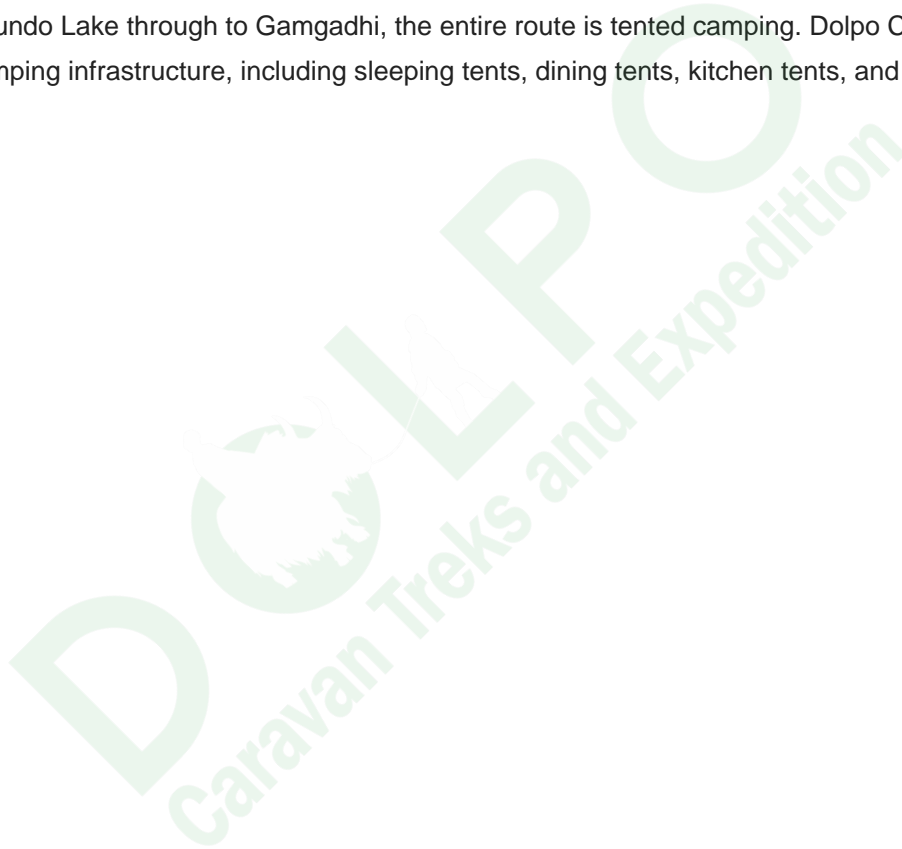 undo Lake through to Gamgadhi, the entire route is tented camping. Dolpo C
mping infrastructure, including sleeping tents, dining tents, kitchen tents, and
DOLPO
Caravan Treks and Expedition